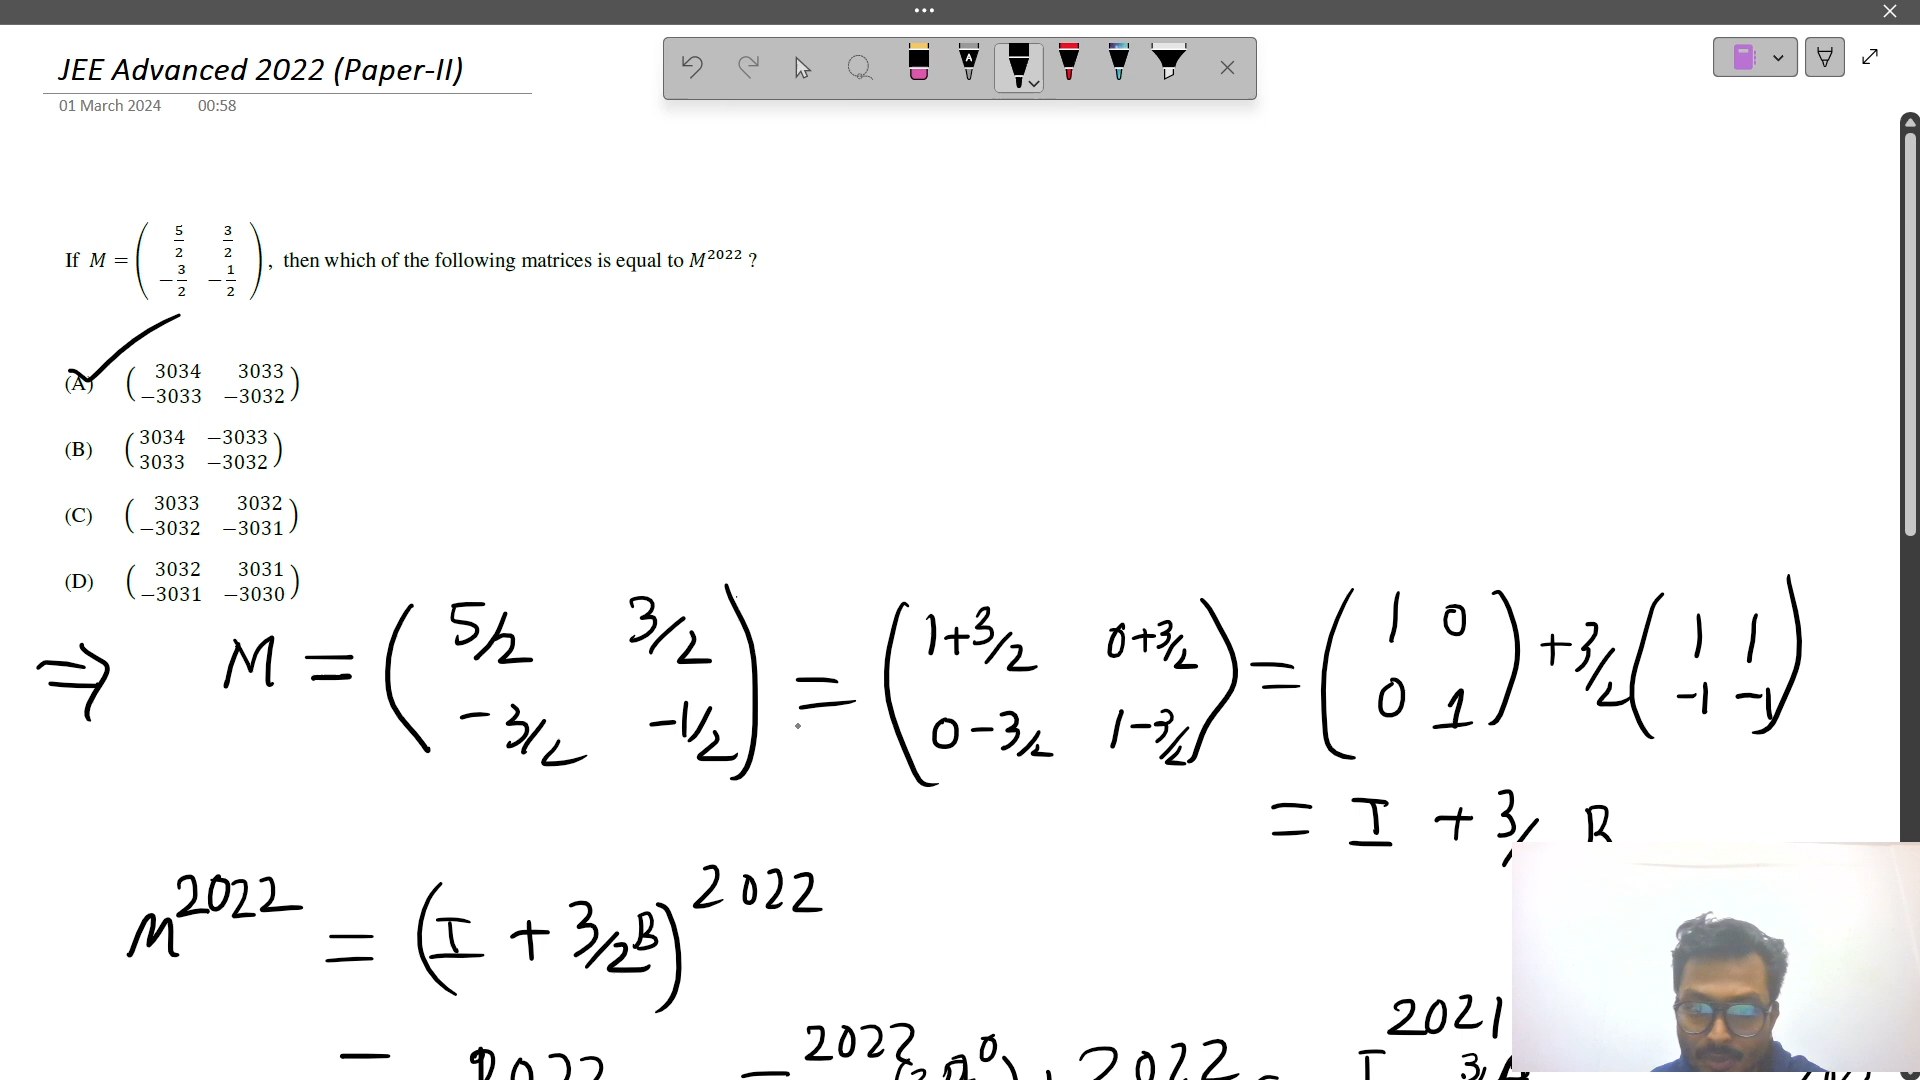 JEE Advanced 2022 (Paper-II)
01 March 2024 00:58
If M = ( 5/2 3/2 -3/2 -1/2 ), then which of the following matrices is equal to M^2022 ?
(A) ( 3034 3033
−3033 −3032 )
(B) ( 3034 −3033
3033 −3032 )
(C) ( 3033 3032
−3032 −3031 )
(D) ( 3032 3031
−3031 −3030 )
⇒ M = ( 5/2 3/2 -3/2 -1/2 ) = ( 1+3/2 0+3/2 0-3/2 1-3/2 ) = ( 1 0 0 1 ) + 3/2 ( 1 1 -1 -1 )
= I + 3/ B
M^2022 = (I + 3/2 B)^2022